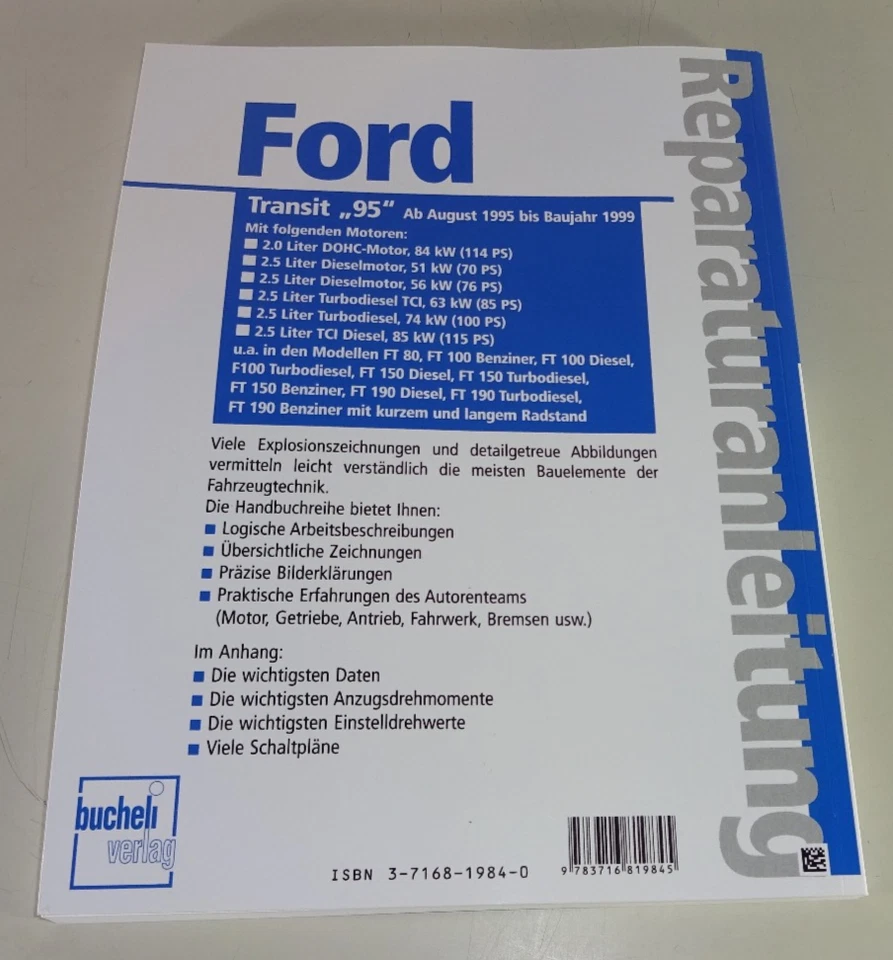 Ford
Transit „95“ Ab August 1995 bis Baujahr 1999
Mit folgenden Motoren:
2.0 Liter DOHC-Motor, 84 kW (114 PS)
2.5 Liter Dieselmotor, 51 kW (70 PS)
2.5 Liter Dieselmotor, 56 kW (76 PS)
2.5 Liter Turbodiesel TCI, 63 kW (85 PS)
2.5 Liter Turbodiesel, 74 kW (100 PS)
2.5 Liter TCI Diesel, 85 kW (115 PS)
u.a. in den Modellen FT 80, FT 100 Benziner, FT 100 Diesel,
F100 Turbodiesel, FT 150 Diesel, FT 150 Turbodiesel,
FT 150 Benziner, FT 190 Diesel, FT 190 Turbodiesel,
FT 190 Benziner mit kurzem und langem Radstand
Viele Explosionszeichnungen und detailgetreue Abbildungen
vermitteln leicht verständlich die meisten Bauelemente der
Fahrzeugtechnik.
Die Handbuchreihe bietet Ihnen:
Logische Arbeitsbeschreibungen
Übersichtliche Zeichnungen
Präzise Bilderklärungen
Praktische Erfahrungen des Autorenteams
(Motor, Getriebe, Antrieb, Fahrwerk, Bremsen usw.)
Im Anhang:
Die wichtigsten Daten
Die wichtigsten Anzugsdrehmomente
Die wichtigsten Einstelldrehwerte
Viele Schaltpläne
bucheli
verlag
ISBN 3-7168-1984-0
9 783716 819845
Reparaturanleitung